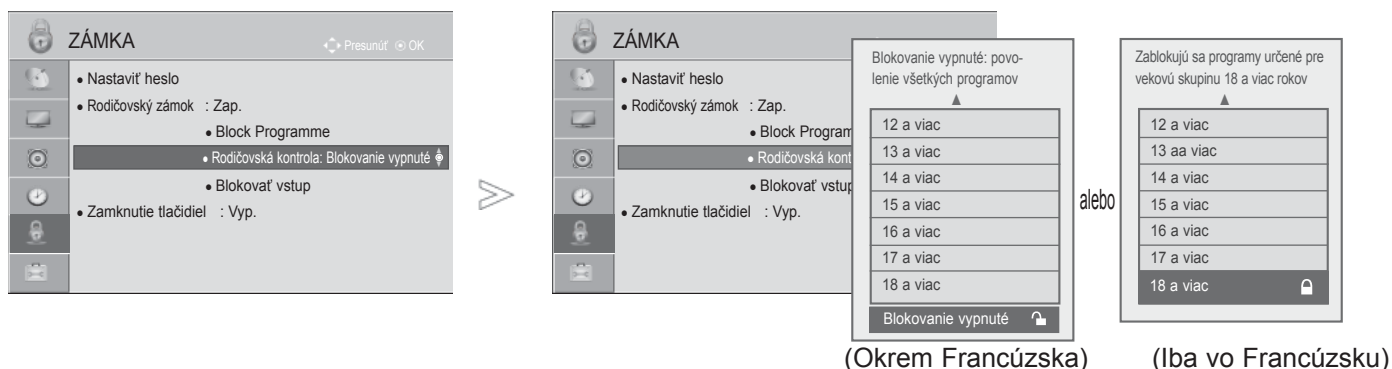 ZÁMKA
Presunúť OK
• Nastaviť heslo
• Rodičovský zámok : Zap.
• Block Programme
• Rodičovská kontrola: Blokovanie vypnuté
• Blokovať vstup
• Zamknutie tlačidiel : Vyp.
ZÁMKA
• Nastaviť heslo
• Rodičovský zámok : Zap.
• Block Program
• Rodičovská kont
• Blokovať vstup
• Zamknutie tlačidiel : Vyp.
Blokovanie vypnuté: povo-
lenie všetkých programov
12 a viac
13 a viac
14 a viac
15 a viac
16 a viac
17 a viac
18 a viac
Blokovanie vypnuté
(Okrem Francúzska)
alebo
Zablokujú sa programy určené pre
vekovú skupinu 18 a viac rokov
12 a viac
13 aa viac
14 a viac
15 a viac
16 a viac
17 a viac
18 a viac
(Iba vo Francúzsku)